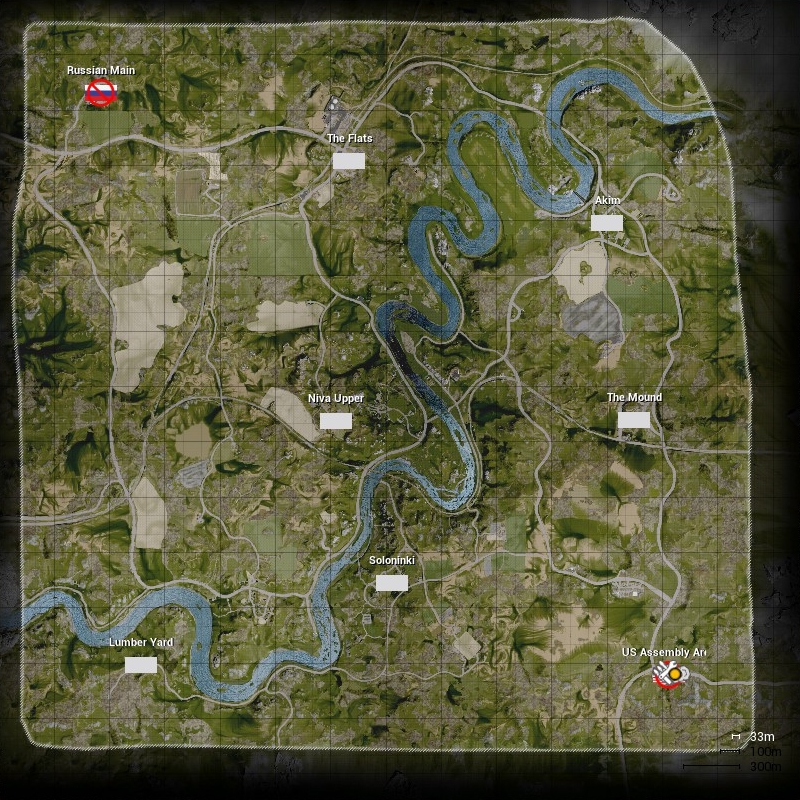 Russian Main
The Flats
Akim
Niva Upper
The Mound
Soloninki
Lumber Yard
US Assembly Are
33m
100m
300m